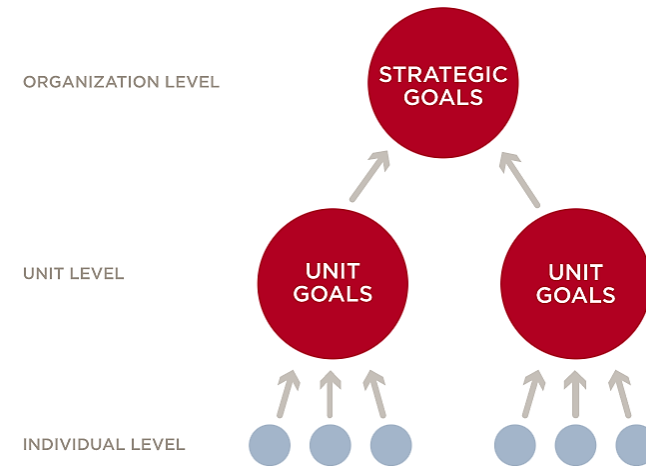 ORGANIZATION LEVEL
STRATEGIC
GOALS
UNIT LEVEL
UNIT
GOALS
UNIT
GOALS
INDIVIDUAL LEVEL